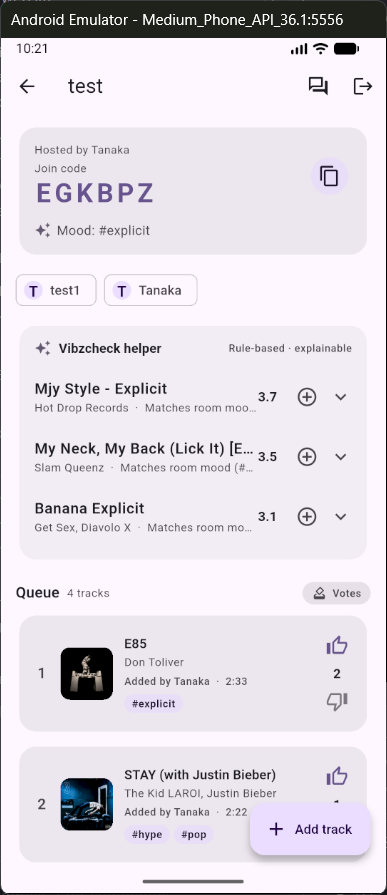 Android Emulator - Medium_Phone_API_36.1:5556
10:21
test
Hosted by Tanaka
Join code
EGKBPZ
Mood: #explicit
T test1 T Tanaka
Vibzcheck helper Rule-based · explainable
Mjy Style - Explicit 3.7
Hot Drop Records · Matches room moo...
My Neck, My Back (Lick It) [E... 3.5
Slam Queenz · Matches room mood (#...
Banana Explicit 3.1
Get Sex, Diavolo X · Matches room mo...
Queue 4 tracks Votes
E85
1 Don Toliver
2
Added by Tanaka · 2:33
#explicit
STAY (with Justin Bieber)
2 The Kid LAROI, Justin Bieber
Added by Tanaka · 2:22
#hype #pop
+ Add track